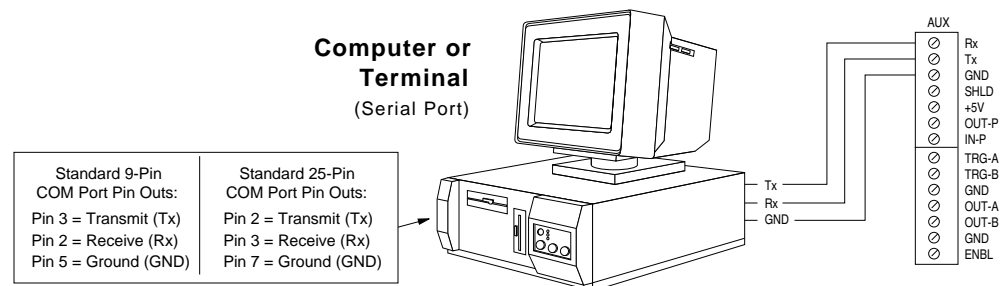 Computer or
Terminal
(Serial Port)
Standard 9-Pin
COM Port Pin Outs:
Pin 3 = Transmit (Tx)
Pin 2 = Receive (Rx)
Pin 5 = Ground (GND)
Standard 25-Pin
COM Port Pin Outs:
Pin 2 = Transmit (Tx)
Pin 3 = Receive (Rx)
Pin 7 = Ground (GND)
Tx
Rx
GND
AUX
Rx
Tx
GND
SHLD
+5V
OUT-P
IN-P
TRG-A
TRG-B
GND
OUT-A
OUT-B
GND
ENBL